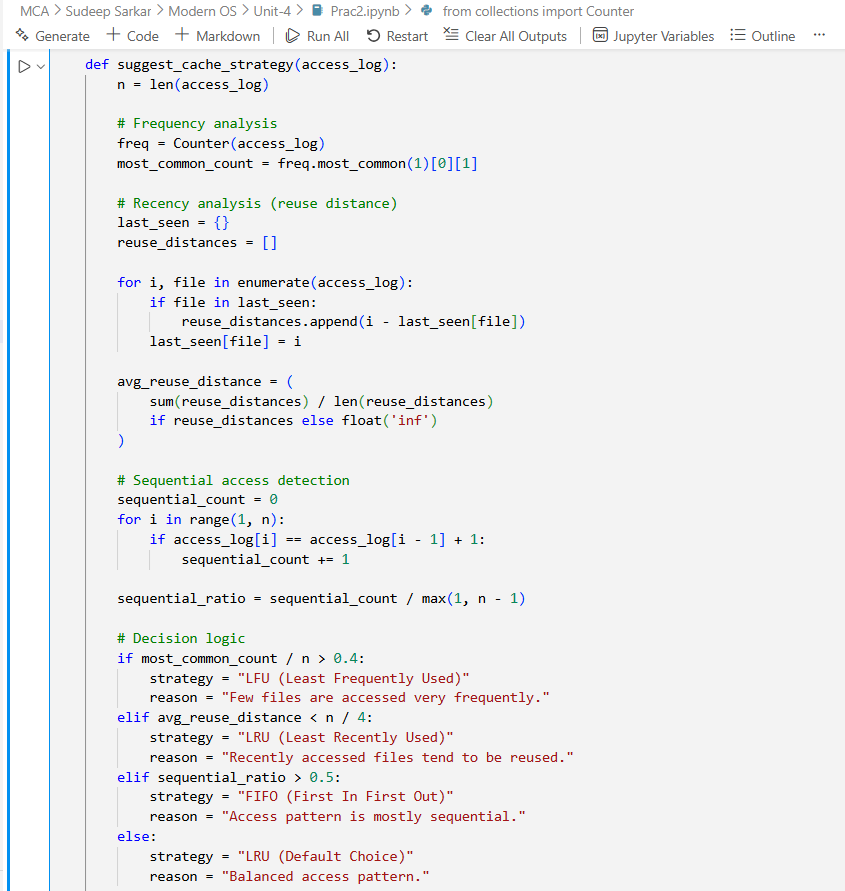 MCA > Sudeep Sarkar > Modern OS > Unit-4 > Prac2.ipynb > from collections import Counter
Generate + Code + Markdown | Run All Restart Clear All Outputs | Jupyter Variables Outline ...
def suggest_cache_strategy(access_log):
    n = len(access_log)

    # Frequency analysis
    freq = Counter(access_log)
    most_common_count = freq.most_common(1)[0][1]

    # Recency analysis (reuse distance)
    last_seen = {}
    reuse_distances = []

    for i, file in enumerate(access_log):
        if file in last_seen:
            reuse_distances.append(i - last_seen[file])
        last_seen[file] = i

    avg_reuse_distance = (
        sum(reuse_distances) / len(reuse_distances)
        if reuse_distances else float('inf')
    )

    # Sequential access detection
    sequential_count = 0
    for i in range(1, n):
        if access_log[i] == access_log[i - 1] + 1:
            sequential_count += 1

    sequential_ratio = sequential_count / max(1, n - 1)

    # Decision logic
    if most_common_count / n > 0.4:
        strategy = "LFU (Least Frequently Used)"
        reason = "Few files are accessed very frequently."
    elif avg_reuse_distance < n / 4:
        strategy = "LRU (Least Recently Used)"
        reason = "Recently accessed files tend to be reused."
    elif sequential_ratio > 0.5:
        strategy = "FIFO (First In First Out)"
        reason = "Access pattern is mostly sequential."
    else:
        strategy = "LRU (Default Choice)"
        reason = "Balanced access pattern."